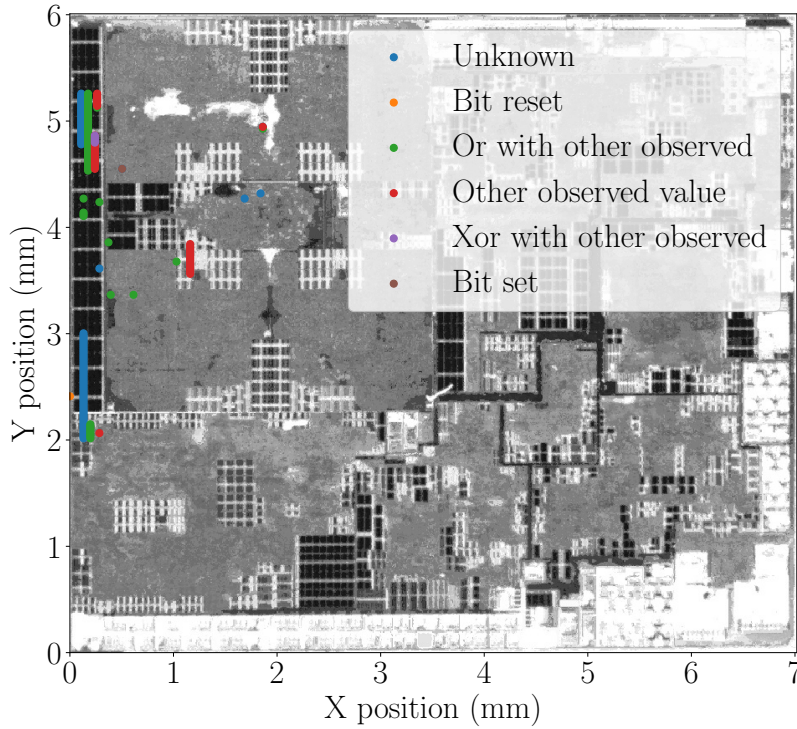 Unknown
Bit reset
Or with other observed
Other observed value
Xor with other observed
Bit set
6
5
4
3
2
1
0
Y position (mm)
0 1 2 3 4 5 6 7
X position (mm)